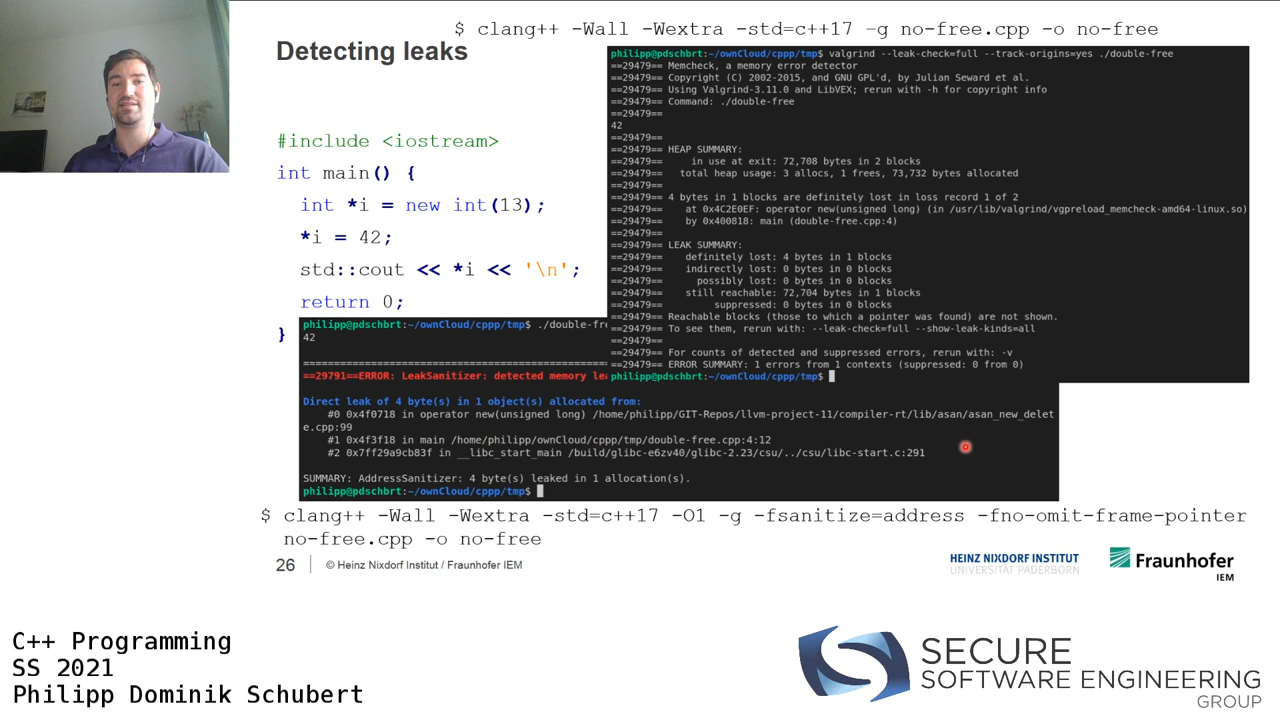 $ clang++ -Wall -Wextra -std=c++17 -g no-free.cpp -o no-free
Detecting leaks
#include <iostream>
int main() {
int *i = new int(13);
*i = 42;
std::cout << *i << '\n';
return 0;
}
philipp@pdschbrt:~/ownCloud/cppp/tmp$ valgrind --leak-check=full --track-origins=yes ./double-free
==29479== Memcheck, a memory error detector
==29479== Copyright (C) 2002-2015, and GNU GPL'd, by Julian Seward et al.
==29479== Using Valgrind-3.11.0 and LibVEX; rerun with -h for copyright info
==29479== Command: ./double-free
==29479==
42
==29479==
==29479== HEAP SUMMARY:
==29479== in use at exit: 72,708 bytes in 2 blocks
==29479== total heap usage: 3 allocs, 1 frees, 73,732 bytes allocated
==29479==
==29479== 4 bytes in 1 blocks are definitely lost in loss record 1 of 2
==29479== at 0x4C2E0EF: operator new(unsigned long) (in /usr/lib/valgrind/vgpreload_memcheck-amd64-linux.so)
==29479== by 0x400818: main (double-free.cpp:4)
==29479==
==29479== LEAK SUMMARY:
==29479== definitely lost: 4 bytes in 1 blocks
==29479== indirectly lost: 0 bytes in 0 blocks
==29479== possibly lost: 0 bytes in 0 blocks
==29479== still reachable: 72,704 bytes in 1 blocks
==29479== suppressed: 0 bytes in 0 blocks
==29479== Reachable blocks (those to which a pointer was found) are not shown.
==29479== To see them, rerun with: --leak-check=full --show-leak-kinds=all
==29479==
==29479== For counts of detected and suppressed errors, rerun with: -v
==29479== ERROR SUMMARY: 1 errors from 1 contexts (suppressed: 0 from 0)
philipp@pdschbrt:~/ownCloud/cppp/tmp$
philipp@pdschbrt:~/ownCloud/cppp/tmp$ ./double-fre
42
=================================================
==29791==ERROR: LeakSanitizer: detected memory lea
Direct leak of 4 byte(s) in 1 object(s) allocated from:
#0 0x4f0718 in operator new(unsigned long) /home/philipp/GIT-Repos/llvm-project-11/compiler-rt/lib/asan/asan_new_delet
e.cpp:99
#1 0x4f3f18 in main /home/philipp/ownCloud/cppp/tmp/double-free.cpp:4:12
#2 0x7ff29a9cb83f in __libc_start_main /build/glibc-e6zv40/glibc-2.23/csu/../csu/libc-start.c:291
SUMMARY: AddressSanitizer: 4 byte(s) leaked in 1 allocation(s).
philipp@pdschbrt:~/ownCloud/cppp/tmp$
$ clang++ -Wall -Wextra -std=c++17 -O1 -g -fsanitize=address -fno-omit-frame-pointer
no-free.cpp -o no-free
26 © Heinz Nixdorf Institut / Fraunhofer IEM
HEINZ NIXDORF INSTITUT
UNIVERSITÄT PADERBORN
Fraunhofer
IEM
C++ Programming
SS 2021
Philipp Dominik Schubert
SECURE
SOFTWARE ENGINEERING
GROUP